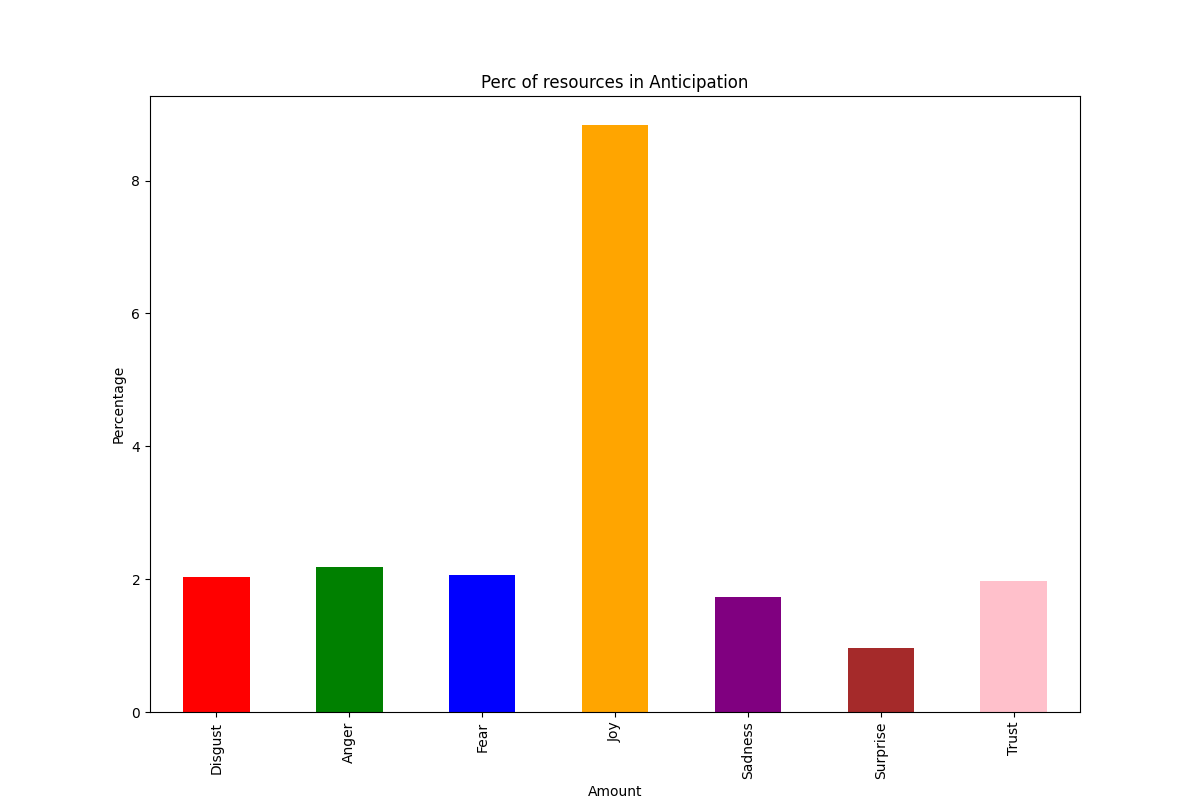 Perc of resources in Anticipation
Percentage
8
6
4
2
0
Disgust
Anger
Fear
Joy
Sadness
Surprise
Trust
Amount